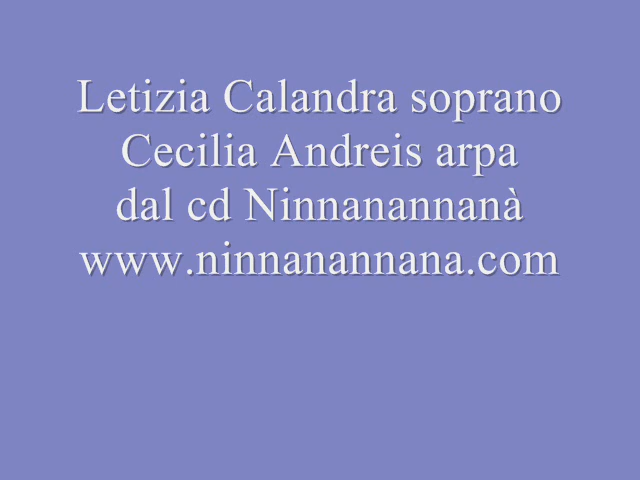 Letizia Calandra soprano
Cecilia Andreis arpa
dal cd Ninnanannanà
www.ninnanannana.com